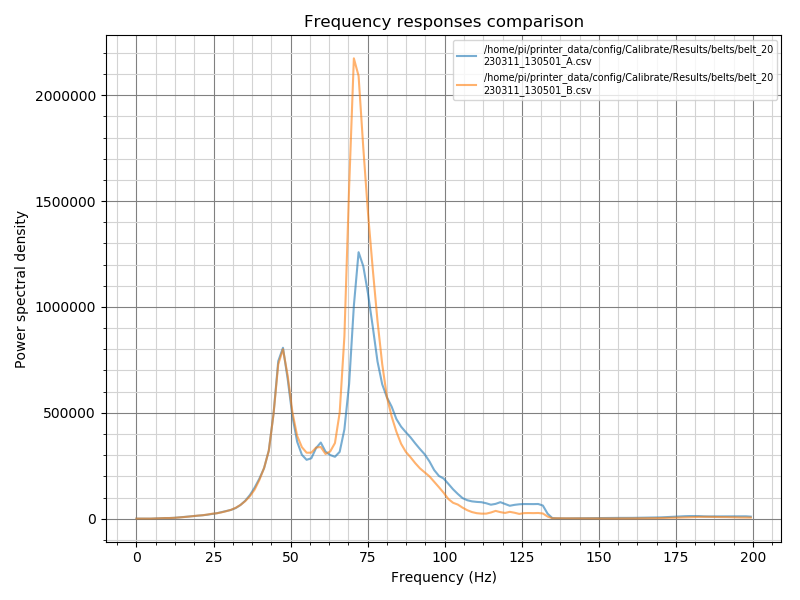 Frequency responses comparison
/home/pi/printer_data/config/Calibrate/Results/belts/belt_20
230311_130501_A.csv
/home/pi/printer_data/config/Calibrate/Results/belts/belt_20
230311_130501_B.csv
Power spectral density
2000000
1500000
1000000
500000
0
0 25 50 75 100 125 150 175 200
Frequency (Hz)